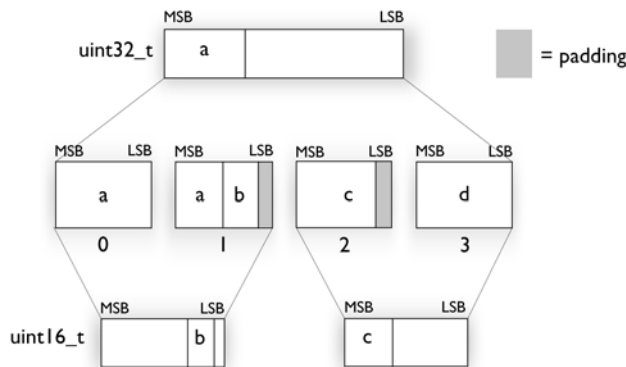 MSB LSB
uint32_t a = padding
MSB LSB MSB LSB MSB LSB MSB LSB
a a b c d
0 1 2 3
MSB LSB MSB LSB
uint16_t b c